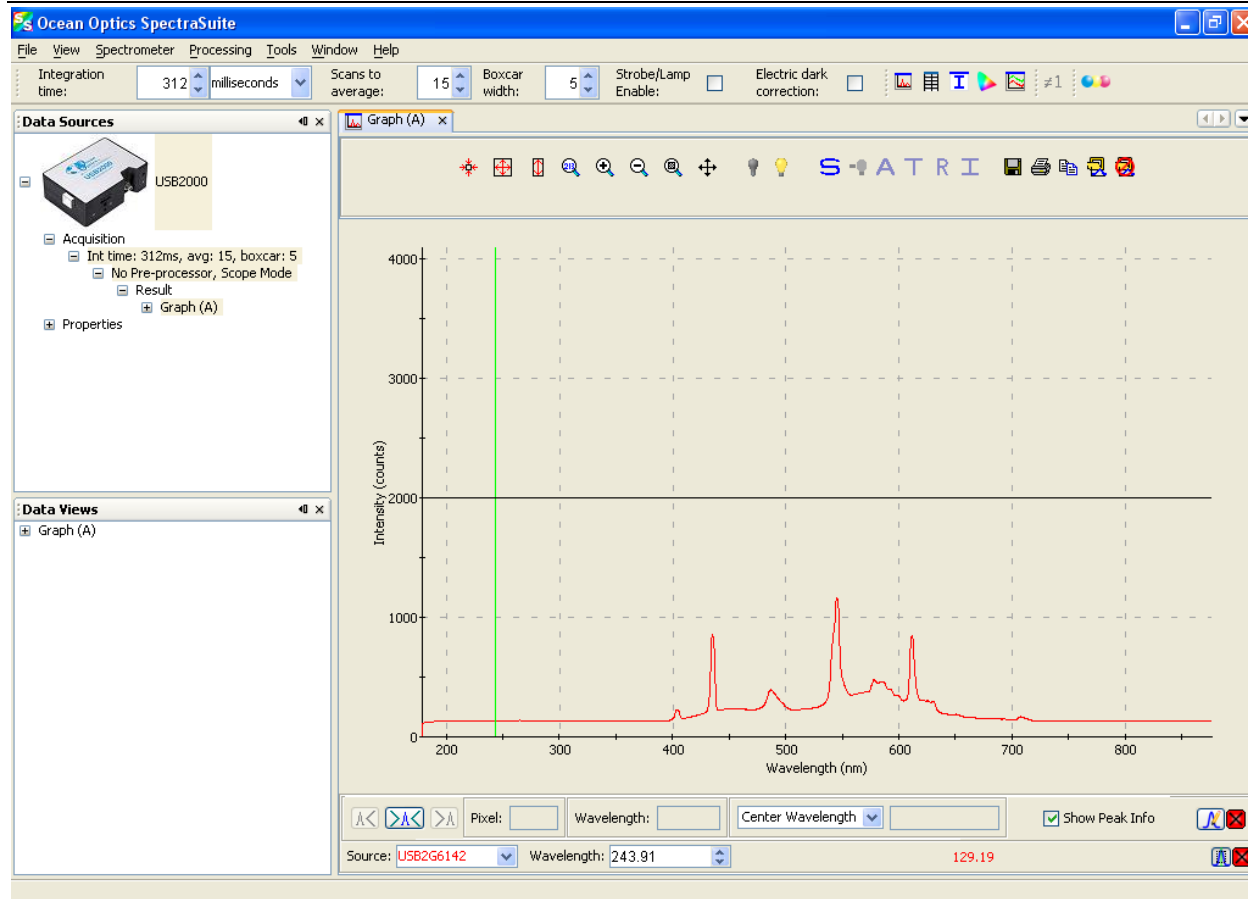 Ocean Optics SpectraSuite
File View Spectrometer Processing Tools Window Help
Integration time: 312 milliseconds Scans to average: 15 Boxcar width: 5 Strobe/Lamp Enable: Electric dark correction: ≠1
Data Sources
USB2000
Acquisition
Int time: 312ms, avg: 15, boxcar: 5
No Pre-processor, Scope Mode
Result
Graph (A)
Properties
Data Views
Graph (A)
Graph (A)
S A T R I
Intensity (counts)
4000
3000
2000
1000
0
200 300 400 500 600 700 800
Wavelength (nm)
Pixel: Wavelength: Center Wavelength Show Peak Info
Source: USB2G6142 Wavelength: 243.91 129.19